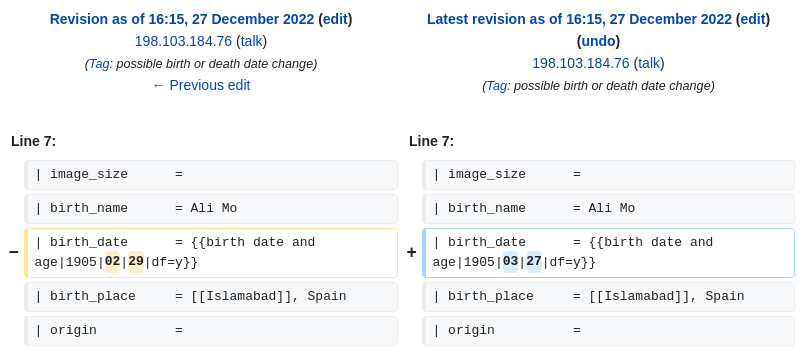 Revision as of 16:15, 27 December 2022 (edit)
198.103.184.76 (talk)
(Tag: possible birth or death date change)
← Previous edit
Latest revision as of 16:15, 27 December 2022 (edit)
(undo)
198.103.184.76 (talk)
(Tag: possible birth or death date change)
Line 7:
| image_size      =
| birth_name      = Ali Mo
− | birth_date      = {{birth date and
age|1905|02|29|df=y}}
| birth_place     = [[Islamabad]], Spain
| origin          =
Line 7:
| image_size      =
| birth_name      = Ali Mo
+ | birth_date      = {{birth date and
age|1905|03|27|df=y}}
| birth_place     = [[Islamabad]], Spain
| origin          =